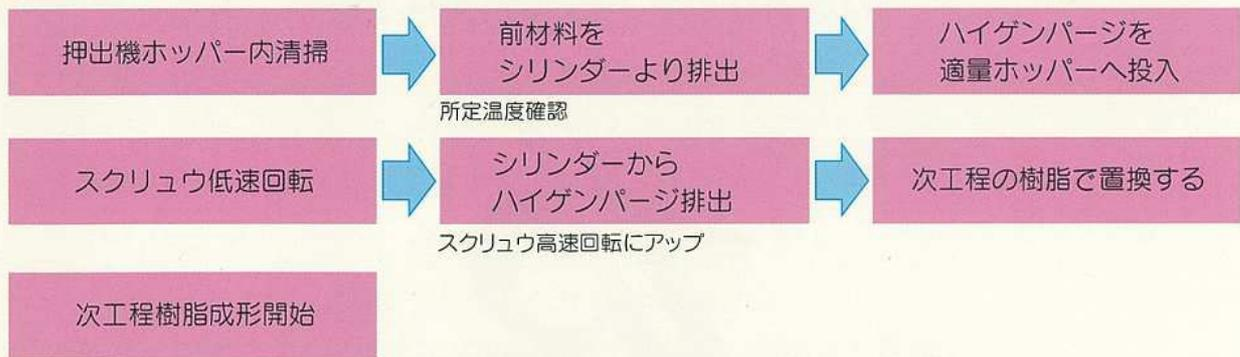 押出機ホッパー内清掃
前材料を
シリンダーより排出
所定温度確認
ハイゲンパージを
適量ホッパーへ投入
スクリュウ低速回転
シリンダーから
ハイゲンパージ排出
スクリュウ高速回転にアップ
次工程の樹脂で置換する
次工程樹脂成形開始